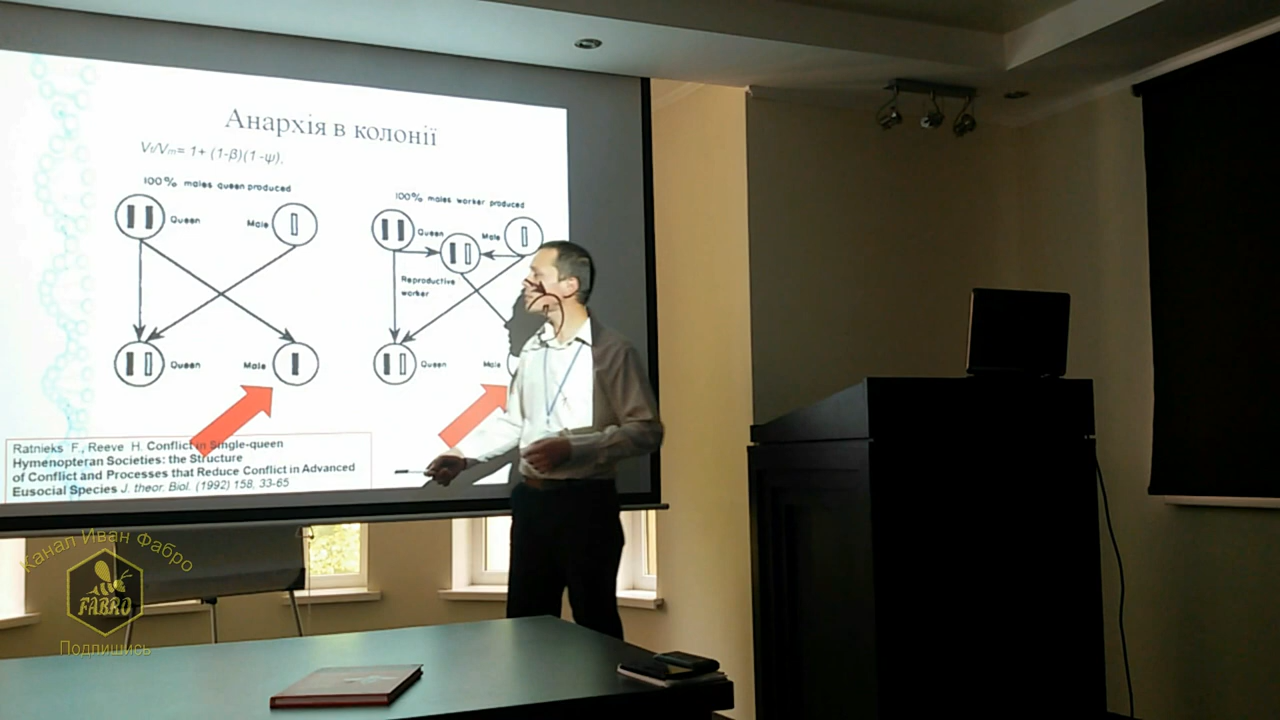 Анархія в колонії
Vf/Vm= 1+ (1-β)(1-ψ),
100% males queen produced
Queen
Male
Queen
Male
100% males worker produced
Queen
Male
Reproductive
worker
Queen
Male
Ratnieks F., Reeve H. Conflict in Single-queen
Hymenopteran Societies: the Structure
of Conflict and Processes that Reduce Conflict in Advanced
Eusocial Species J. theor. Biol. (1992) 158, 33-65
Канал Иван Фабро
FABRO
Подпишись